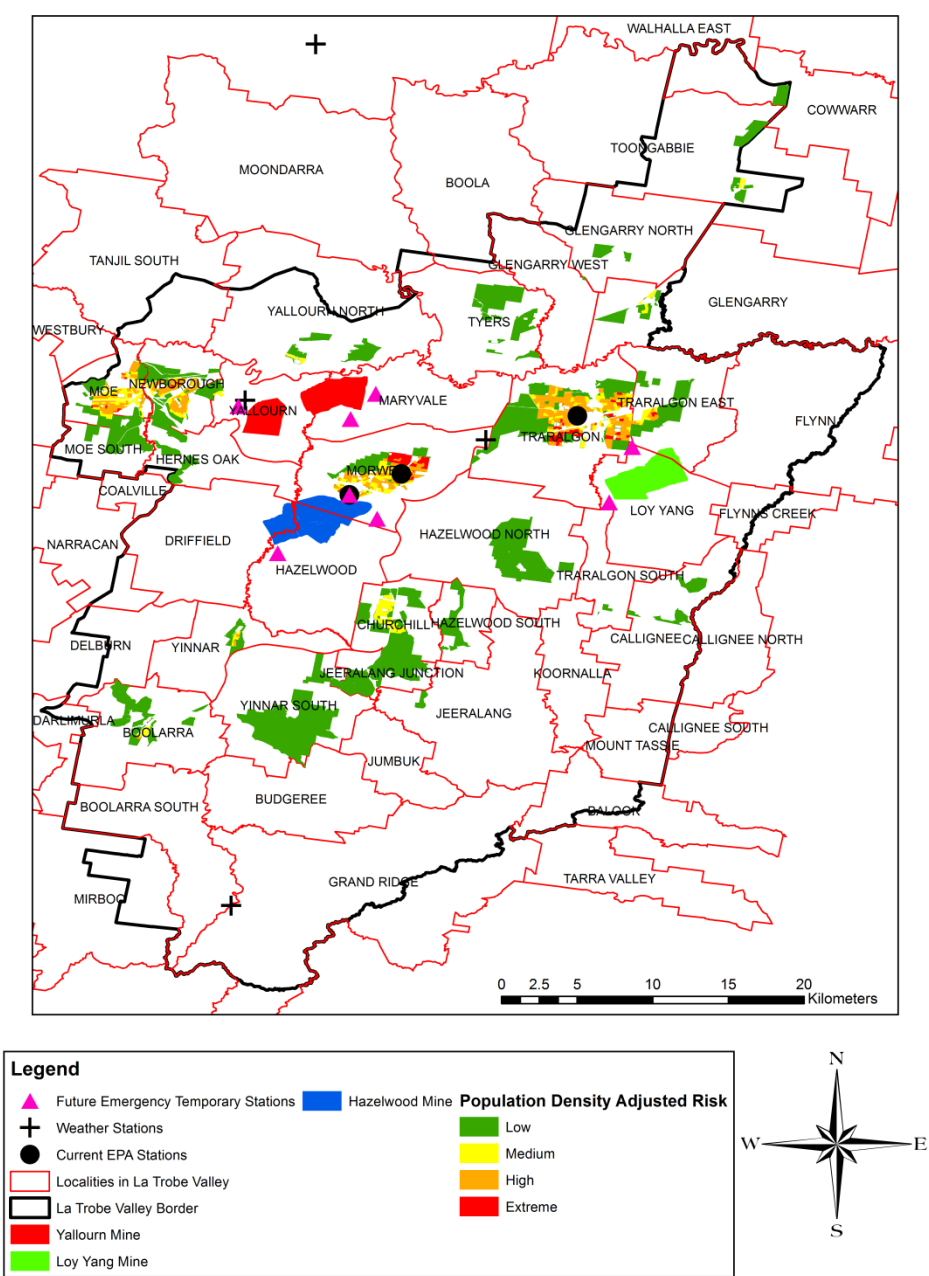 WALHALLA EAST
COWWARR
TOONGABBIE
MOONDARRA
BOOLA
GLENGARRY NORTH
TANJIL SOUTH
GLENGARRY WEST
GLENGARRY
YALLOURN NORTH
TYERS
WESTBURY
NEWBOROUGH
MOE
MARYVALE
TRARALGON EAST
YALLOURN
FLYNN
TRARALGON
MOE SOUTH
HERNES OAK
MORWE
COALVILLE
LOY YANG
FLYNNS CREEK
HAZELWOOD NORTH
NARRACAN
DRIFFIELD
HAZELWOOD
TRARALGON SOUTH
CHURCHILL
HAZELWOOD SOUTH
CALLIGNEE
CALLIGNEE NORTH
DELBURN
YINNAR
JEERALANG JUNCTION
KOORNALLA
YINNAR SOUTH
JEERALANG
DARLIMURLA
BOOLARRA
CALLIGNEE SOUTH
MOUNT TASSIE
JUMBUK
BUDGEREE
BOOLARRA SOUTH
BALOOK
GRAND RIDGE
TARRA VALLEY
MIRBOO
0 2.5 5 10 15 20
Kilometers
Legend
Future Emergency Temporary Stations
Hazelwood Mine
Population Density Adjusted Risk
Weather Stations
Low
Current EPA Stations
Medium
Localities in La Trobe Valley
High
La Trobe Valley Border
Extreme
Yallourn Mine
Loy Yang Mine
N
W
E
S